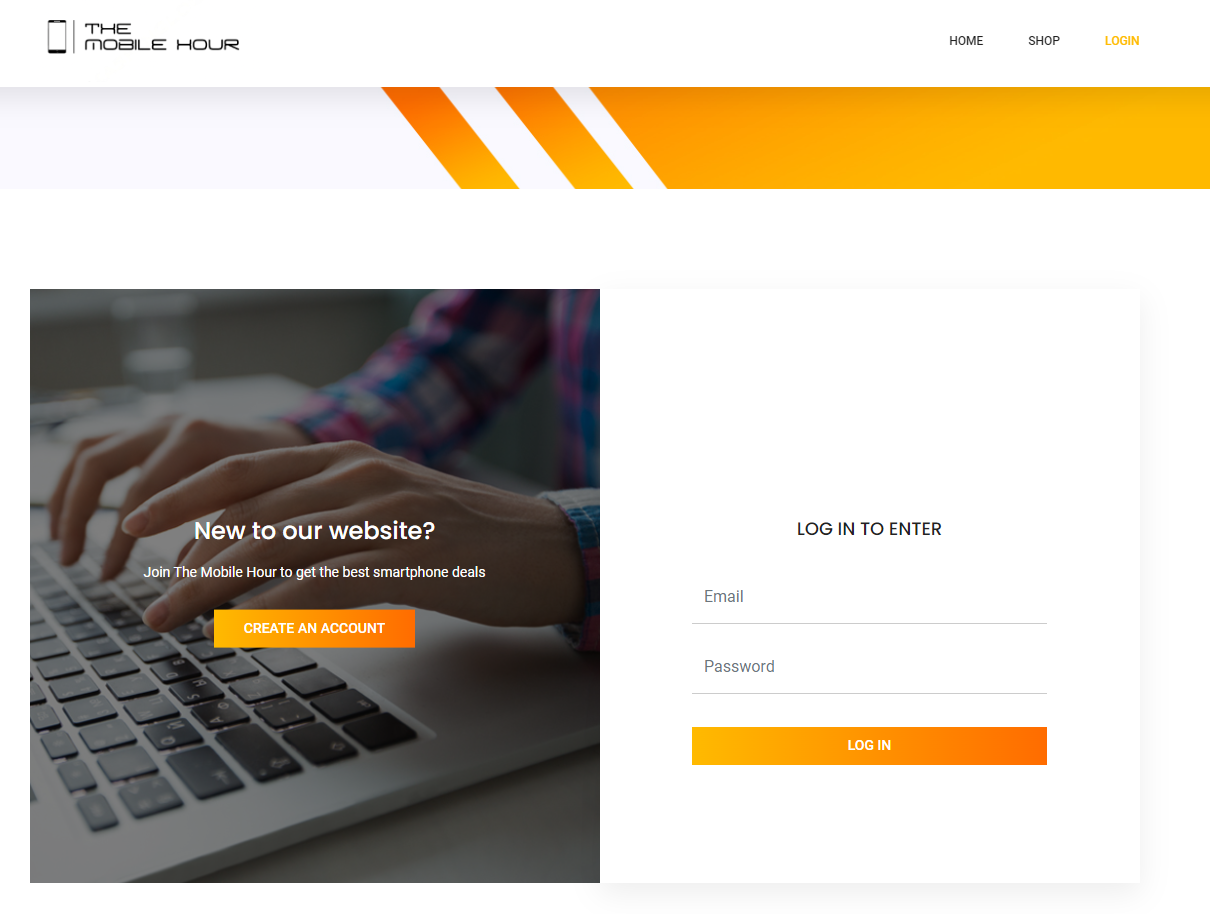 THE
MOBILE HOUR
HOME
SHOP
LOGIN
New to our website?
Join The Mobile Hour to get the best smartphone deals
CREATE AN ACCOUNT
LOG IN TO ENTER
Email
Password
LOG IN